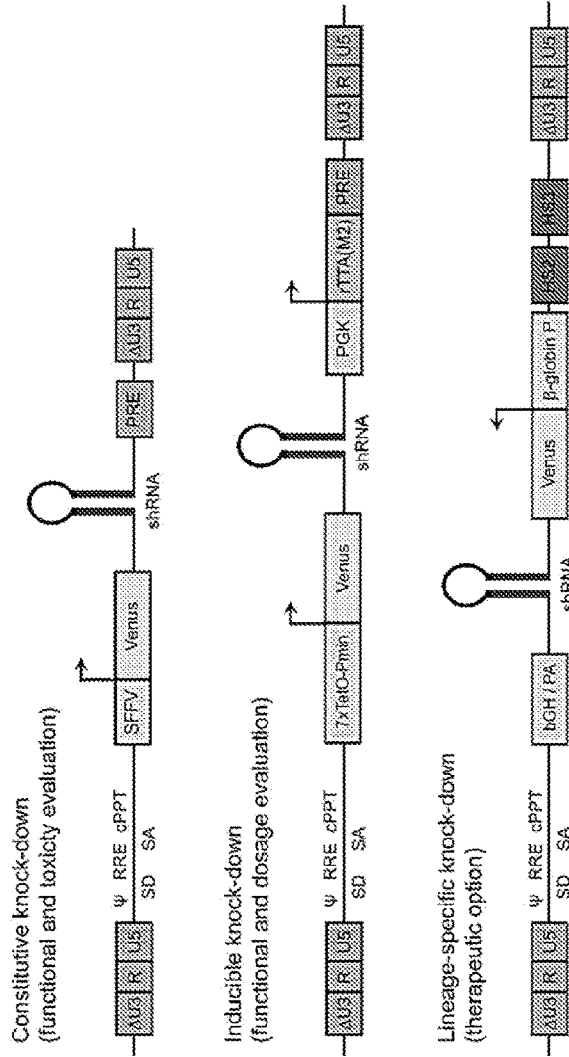 Constitutive knock-down
(functional and toxicty evaluation)
ΔU3 R U5 Ψ RRE cPPT SFFV Venus PRE ΔU3 R U5
SD SA shRNA
Inducible knock-down
(functional and dosage evaluation)
ΔU3 R U5 Ψ RRE cPPT 7xTetO-Pmin Venus PGK rTTA(M2) PRE ΔU3 R U5
SD SA shRNA
Lineage-specific knock-down
(therapeutic option)
ΔU3 R U5 Ψ RRE cPPT bGH / PA Venus β-globin P HS2 ΔU3 R U5
SD SA shRNA